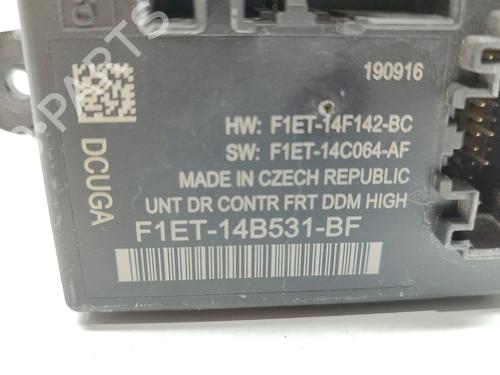 190916
HW: F1ET-14F142-BC
SW: F1ET-14C064-AF
MADE IN CZECH REPUBLIC
UNT DR CONTR FRT DDM HIGH
F1ET-14B531-BF
DCUGA